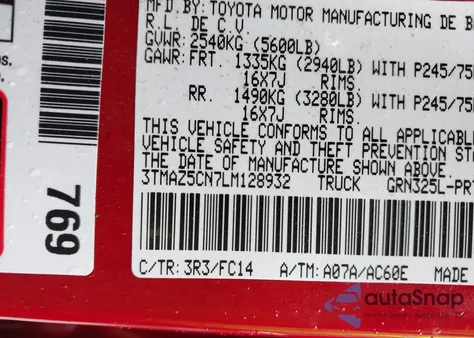 MFD.BY:TOYOTA MOTOR MANUFACTURING DE B
R.L. DE C.V.
GVWR: 2540KG (5600LB)
GAWR:FRT. 1335KG (2940LB) WITH P245/75
16X7J RIMS.
RR. 1490KG (3280LB) WITH P245/75
16X7J RIMS.
THIS VEHICLE CONFORMS TO ALL APPLICABL
VEHICLE SAFETY AND THEFT PREVENTION ST
THE DATE OF MANUFACTURE SHOWN ABOVE.
3TMAZ5CN7LM128932 TRUCK GRN325L-PR
C/TR: 3R3/FC14 A/TM: A07A/AC60E MADE
769
autoSnap